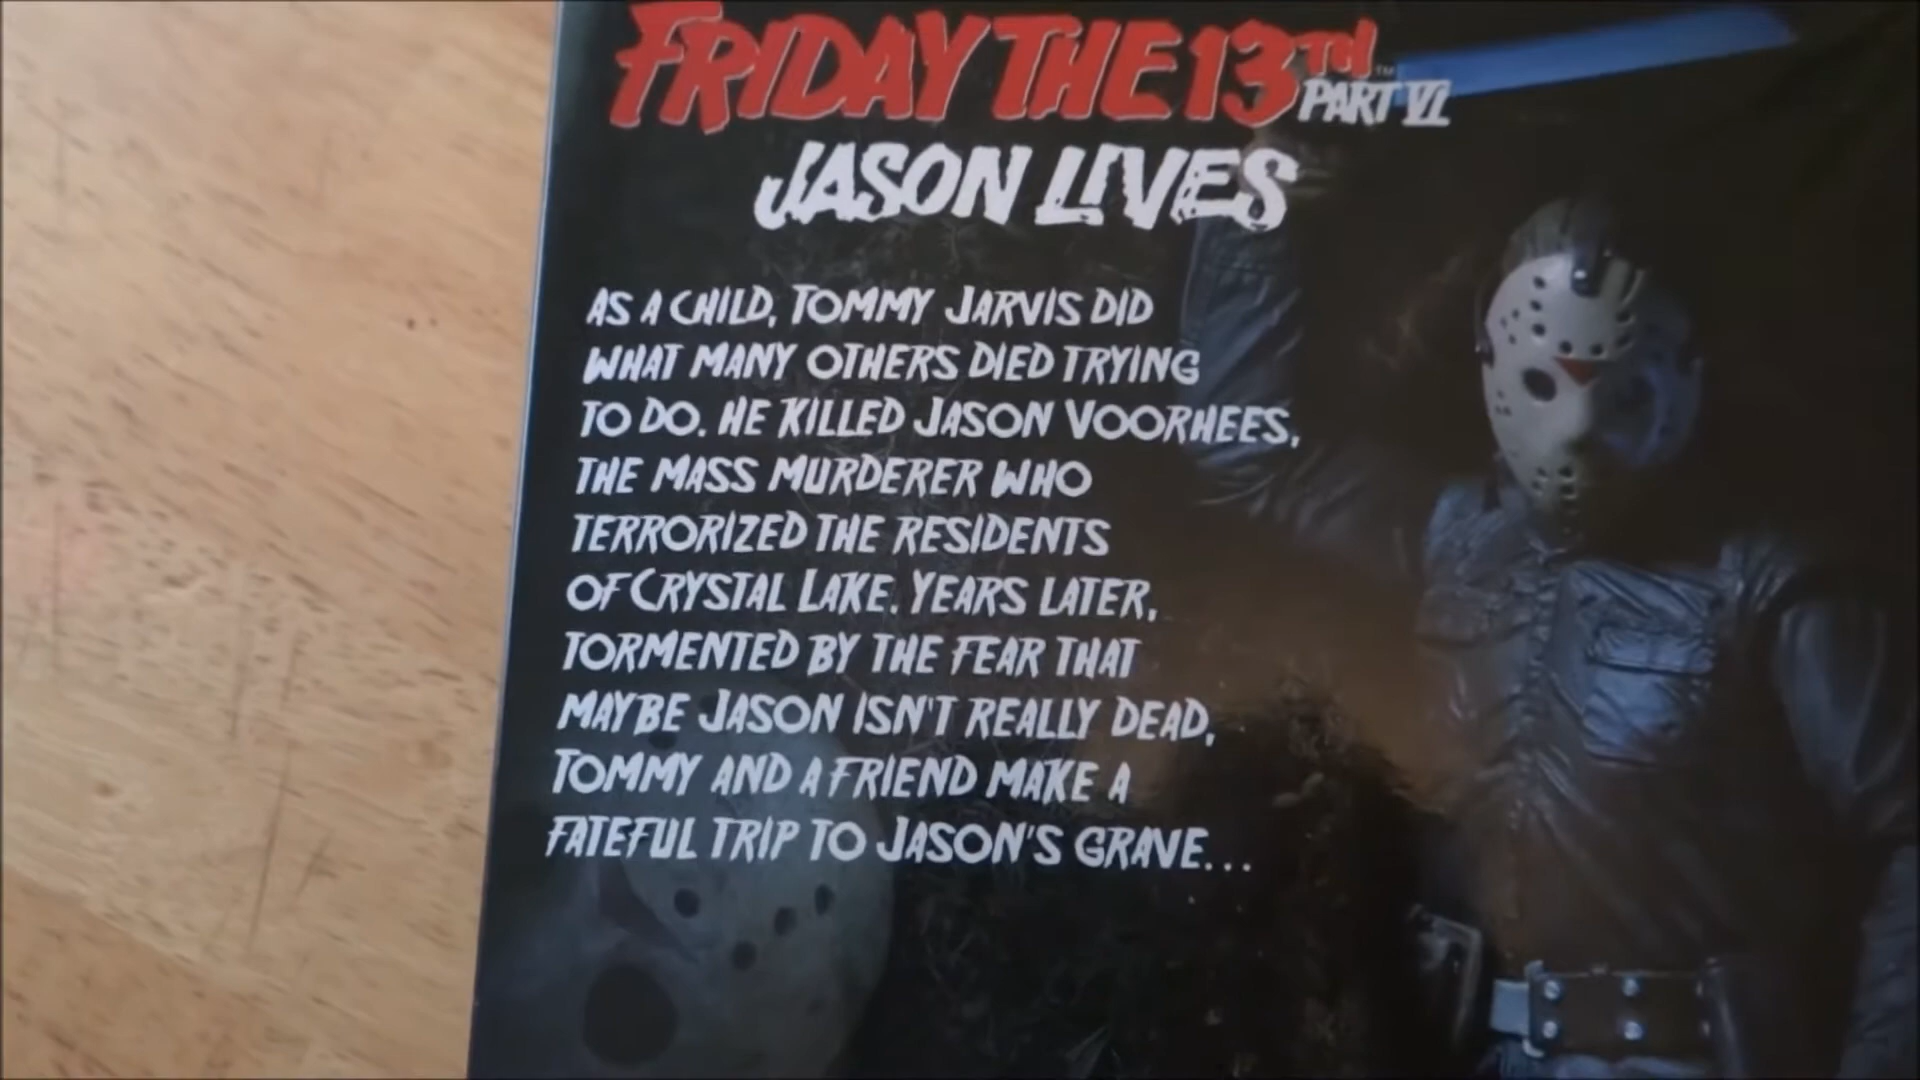 FRIDAY THE 13TH™
PART VI
JASON LIVES
AS A CHILD, TOMMY JARVIS DID
WHAT MANY OTHERS DIED TRYING
TO DO. HE KILLED JASON VOORHEES,
THE MASS MURDERER WHO
TERRORIZED THE RESIDENTS
OF CRYSTAL LAKE. YEARS LATER,
TORMENTED BY THE FEAR THAT
MAYBE JASON ISN'T REALLY DEAD,
TOMMY AND A FRIEND MAKE A
FATEFUL TRIP TO JASON'S GRAVE...